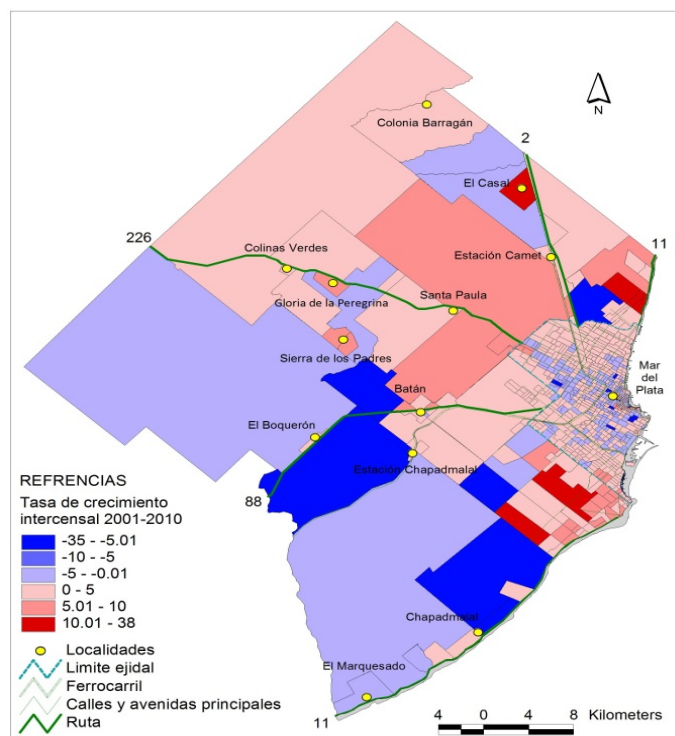 N
Colonia Barragán
2
El Casal
226
11
Colinas Verdes
Estación Camet
Gloria de la Peregrina
Santa Paula
Sierra de los Padres
Mar
del
Plata
Batán
El Boquerón
Estación Chapadmalal
88
Chapadmalal
El Marquesado
11
REFRENCIAS
Tasa de crecimiento
intercensal 2001-2010
-35 - -5.01
-10 - -5
-5 - -0.01
0 - 5
5.01 - 10
10.01 - 38
Localidades
Limite ejidal
Ferrocarril
Calles y avenidas principales
Ruta
4 0 4 8 Kilometers